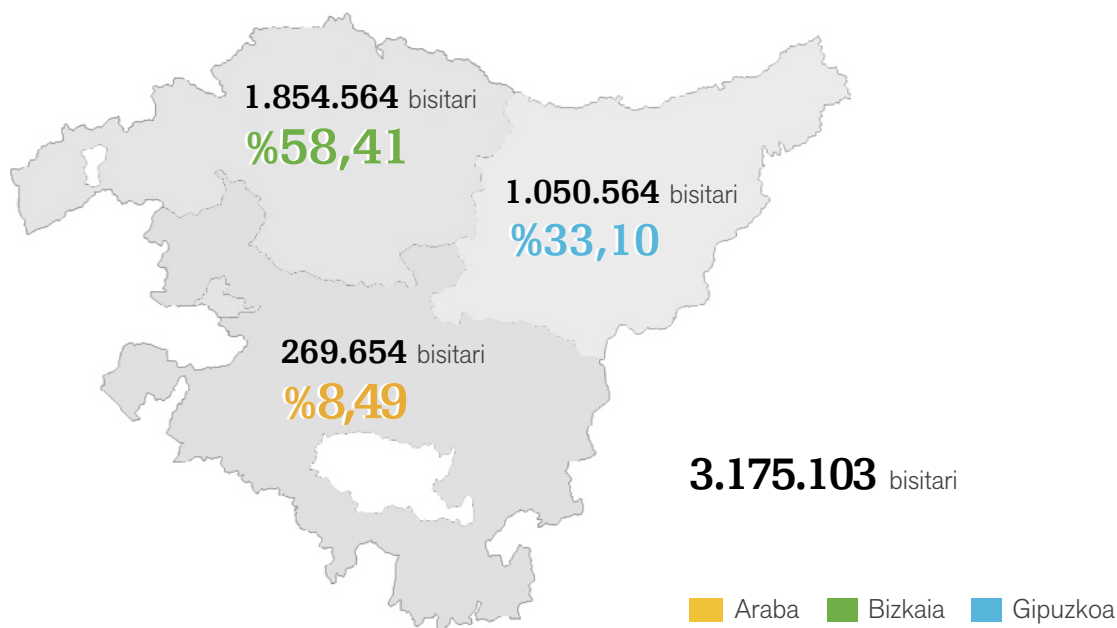 1.854.564 bisitari
%58,41
1.050.564 bisitari
%33,10
269.654 bisitari
%8,49
3.175.103 bisitari
Araba Bizkaia Gipuzkoa